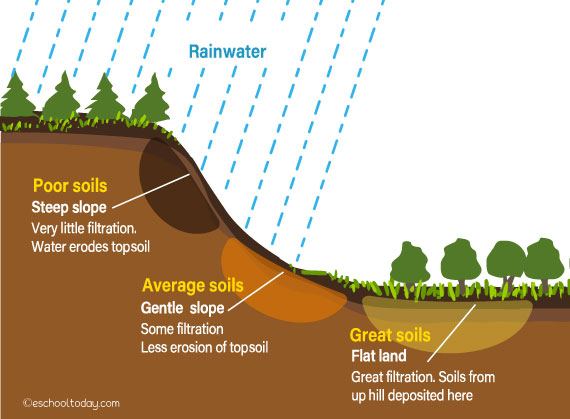 Rainwater
Poor soils
Steep slope
Very little filtration.
Water erodes topsoil
Average soils
Gentle slope
Some filtration
Less erosion of topsoil
Great soils
Flat land
Great filtration. Soils from
up hill deposited here
©eschooltoday.com